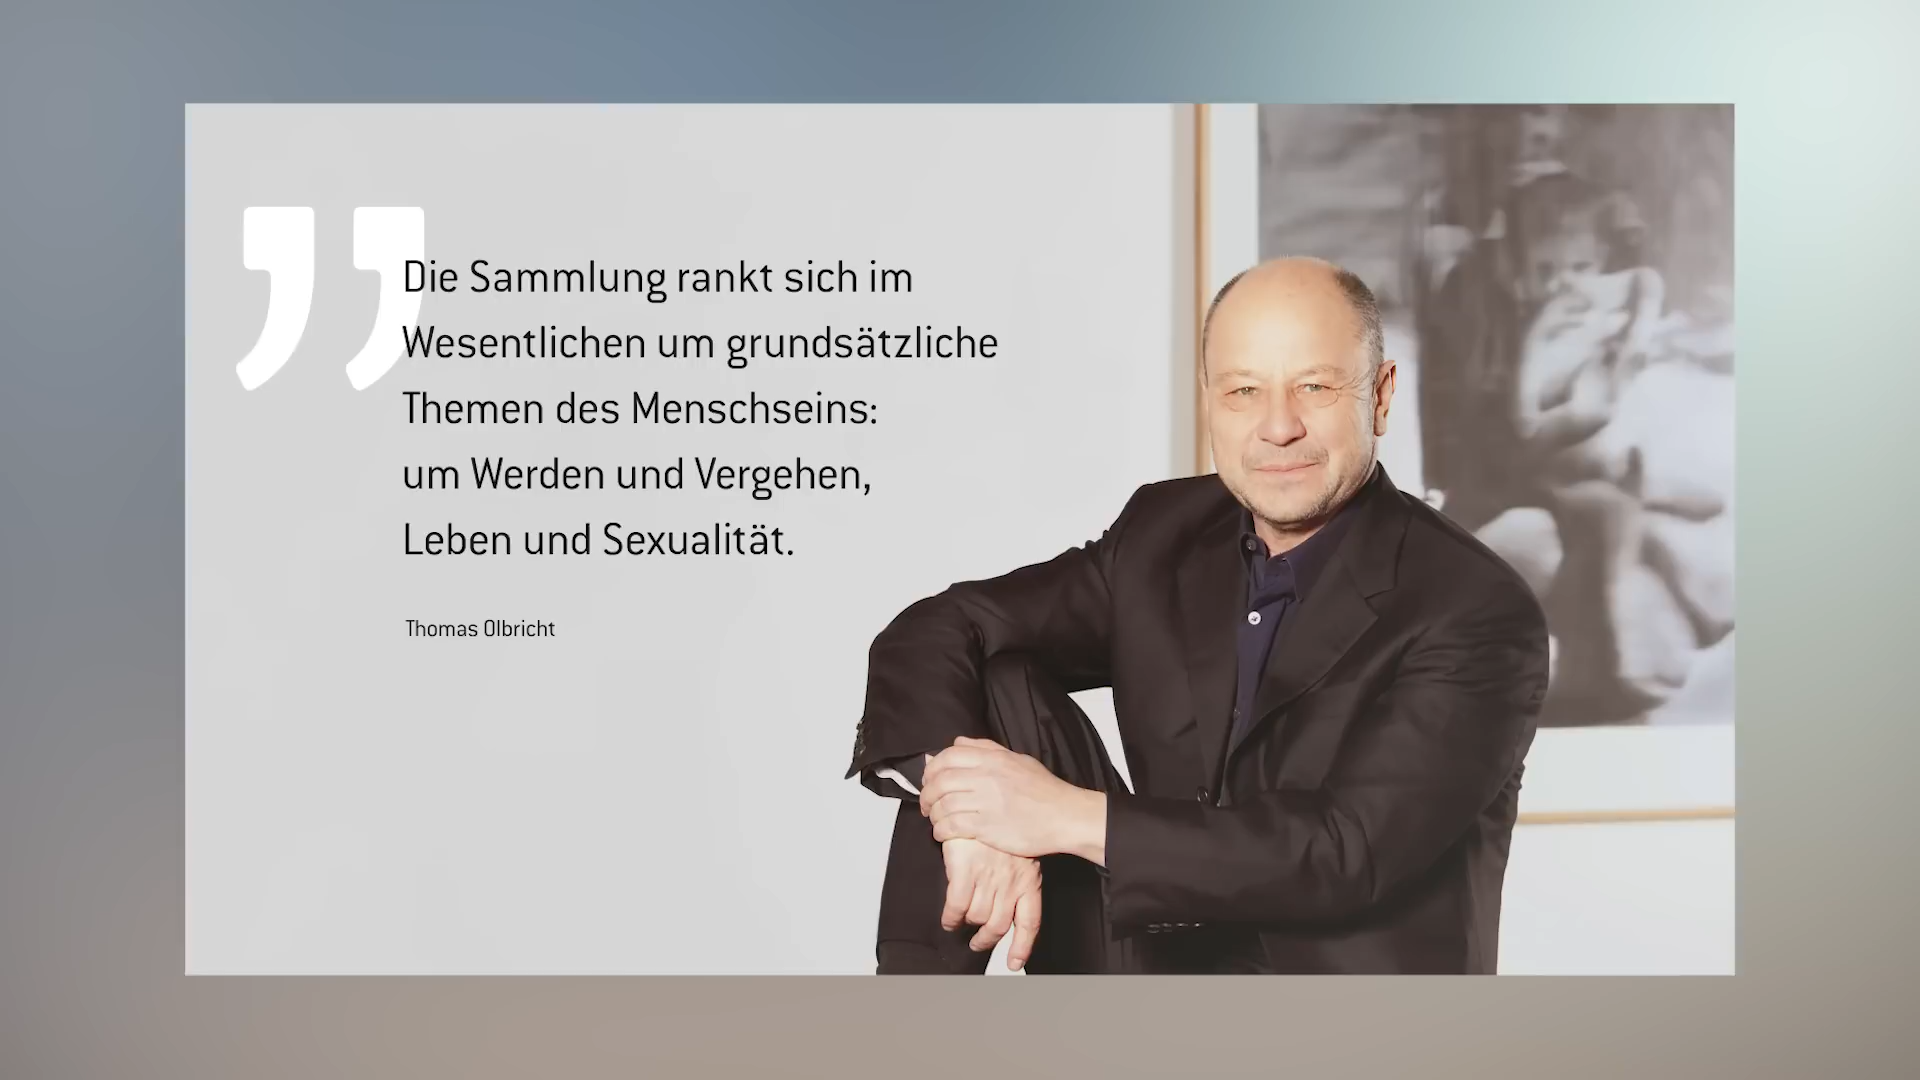 Die Sammlung rankt sich im
Wesentlichen um grundsätzliche
Themen des Menschseins:
um Werden und Vergehen,
Leben und Sexualität.
Thomas Olbricht